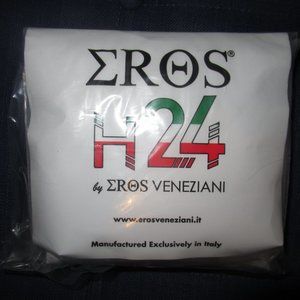 ΣROS®
H24
by ΣROS VENEZIANI
www.erosveneziani.it
Manufactured Exclusively in Italy